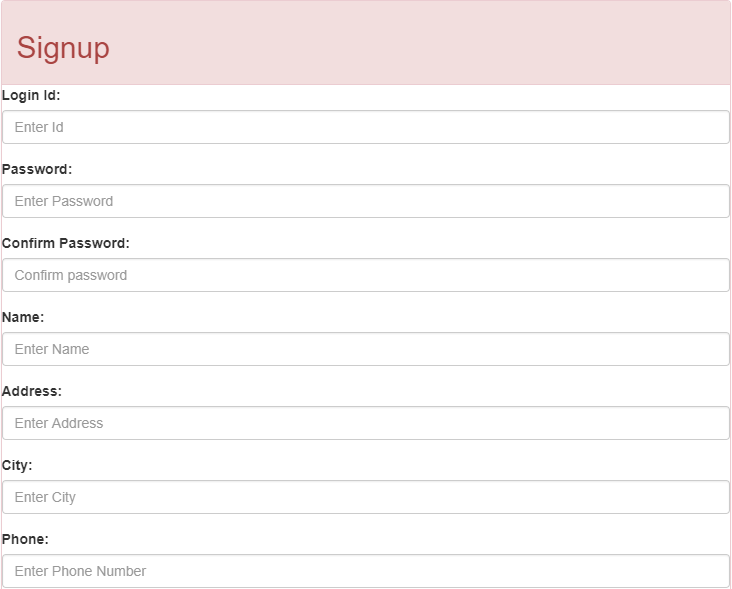 Signup
Login Id:
Enter Id
Password:
Enter Password
Confirm Password:
Confirm password
Name:
Enter Name
Address:
Enter Address
City:
Enter City
Phone:
Enter Phone Number